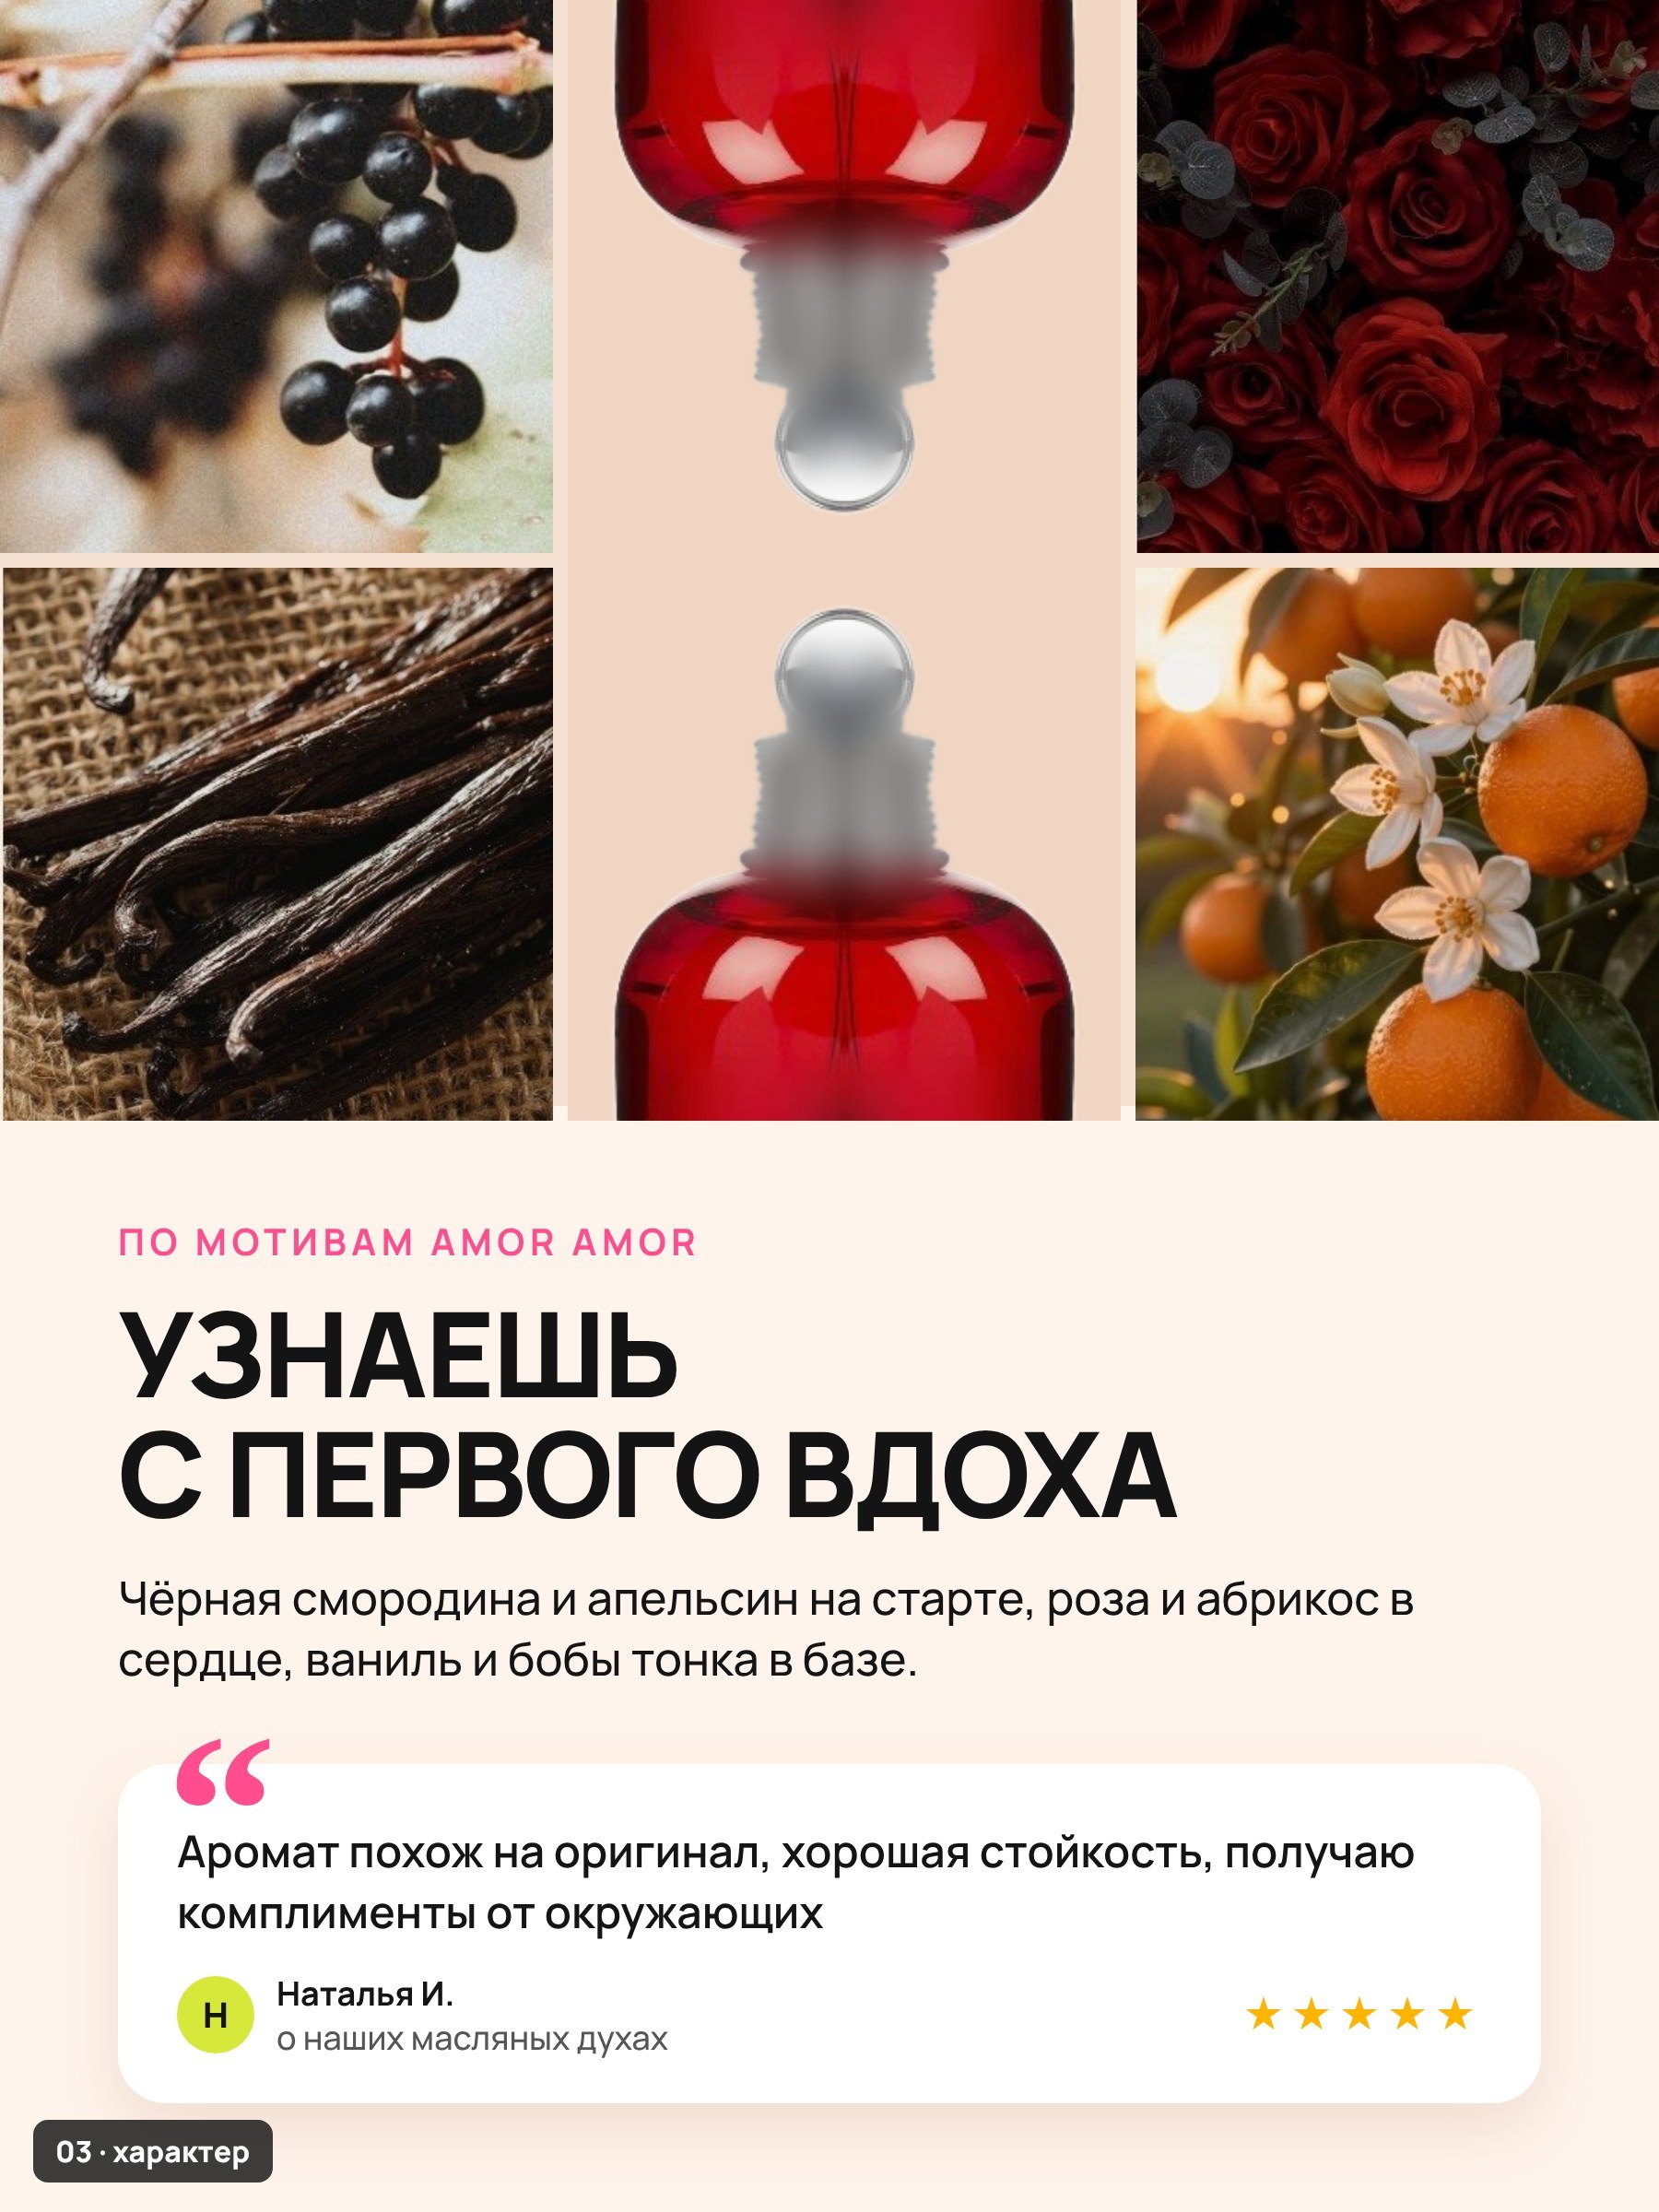 ПО МОТИВАМ AMOR AMOR
УЗНАЕШЬ
С ПЕРВОГО ВДОХА
Чёрная смородина и апельсин на старте, роза и абрикос в
сердце, ваниль и бобы тонка в базе.
“
Аромат похож на оригинал, хорошая стойкость, получаю
комплименты от окружающих
Н
Наталья И.
о наших масляных духах
★★★★★
03 · характер